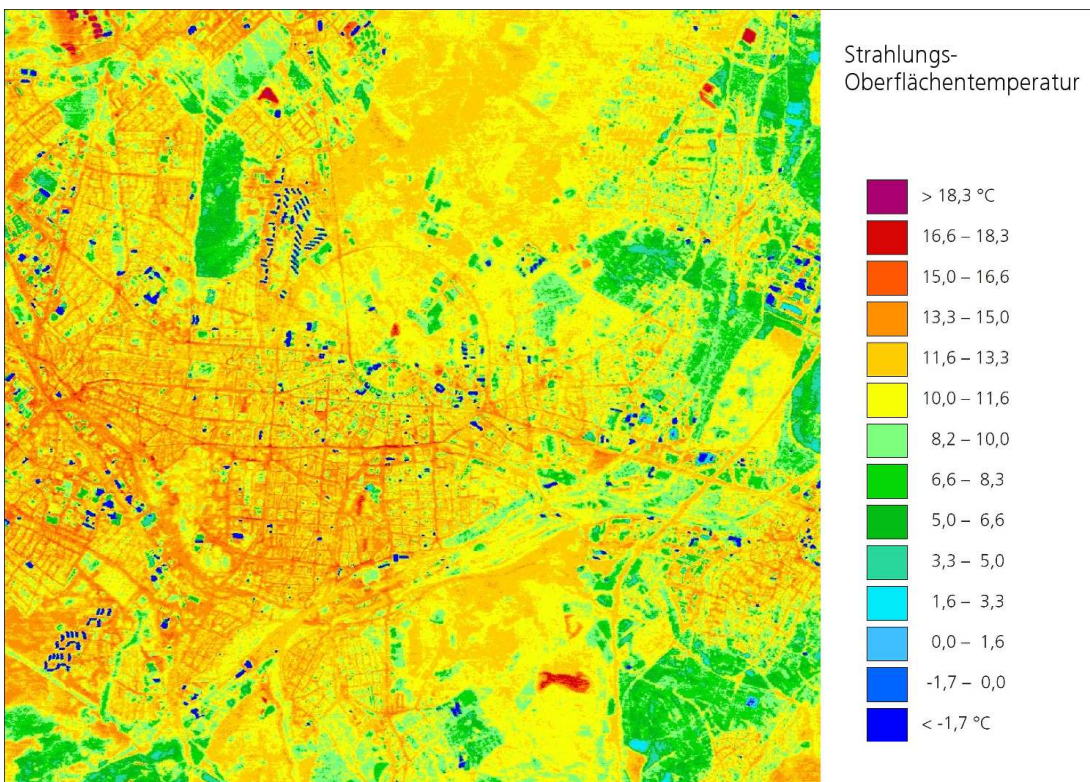 Strahlungs-
Oberflächentemperatur
> 18,3 °C
16,6 – 18,3
15,0 – 16,6
13,3 – 15,0
11,6 – 13,3
10,0 – 11,6
8,2 – 10,0
6,6 – 8,3
5,0 – 6,6
3,3 – 5,0
1,6 – 3,3
0,0 – 1,6
-1,7 – 0,0
< -1,7 °C